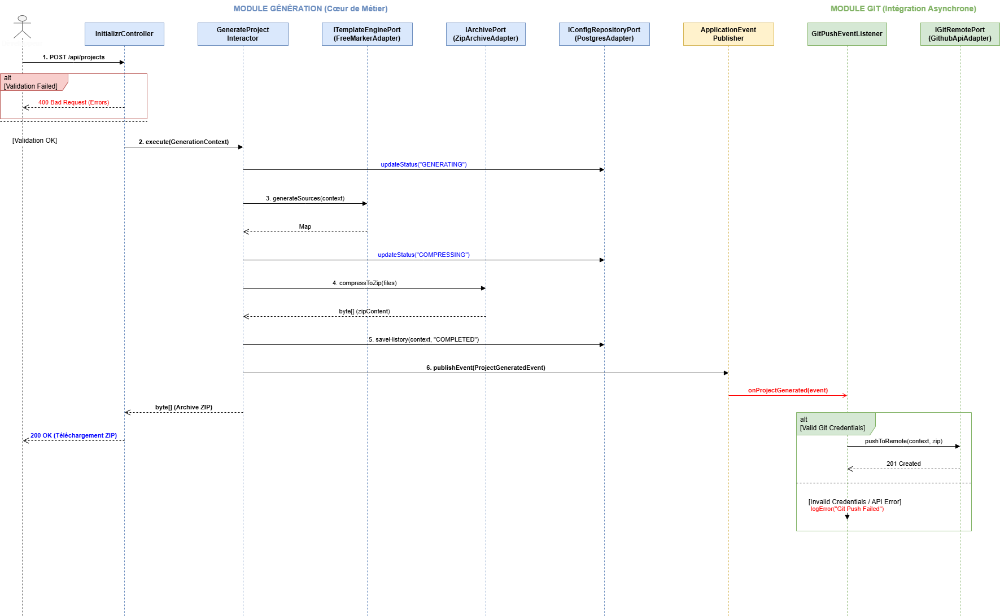 MODULE GÉNÉRATION (Cœur de Métier)
MODULE GIT (Intégration Asynchrone)
InitializrController
GenerateProject
Interactor
ITemplateEnginePort
(FreeMarkerAdapter)
IArchivePort
(ZipArchiveAdapter)
IConfigRepositoryPort
(PostgresAdapter)
ApplicationEvent
Publisher
GitPushEventListener
IGitRemotePort
(GithubApiAdapter)
1. POST /api/projects
alt
[Validation Failed]
400 Bad Request (Errors)
[Validation OK]
2. execute(GenerationContext)
updateStatus("GENERATING")
3. generateSources(context)
Map
updateStatus("COMPRESSING")
4. compressToZip(files)
byte[] (zipContent)
5. saveHistory(context, "COMPLETED")
6. publishEvent(ProjectGeneratedEvent)
onProjectGenerated(event)
byte[] (Archive ZIP)
200 OK (Téléchargement ZIP)
alt
[Valid Git Credentials]
pushToRemote(context, zip)
201 Created
[Invalid Credentials / API Error]
logError("Git Push Failed")